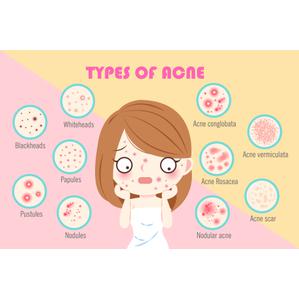 TYPES OF ACNE
Whiteheads
Blackheads
Papules
Pustules
Nodules
Acne conglobata
Acne vermiculata
Acne Rosacea
Acne scar
Nodular acne